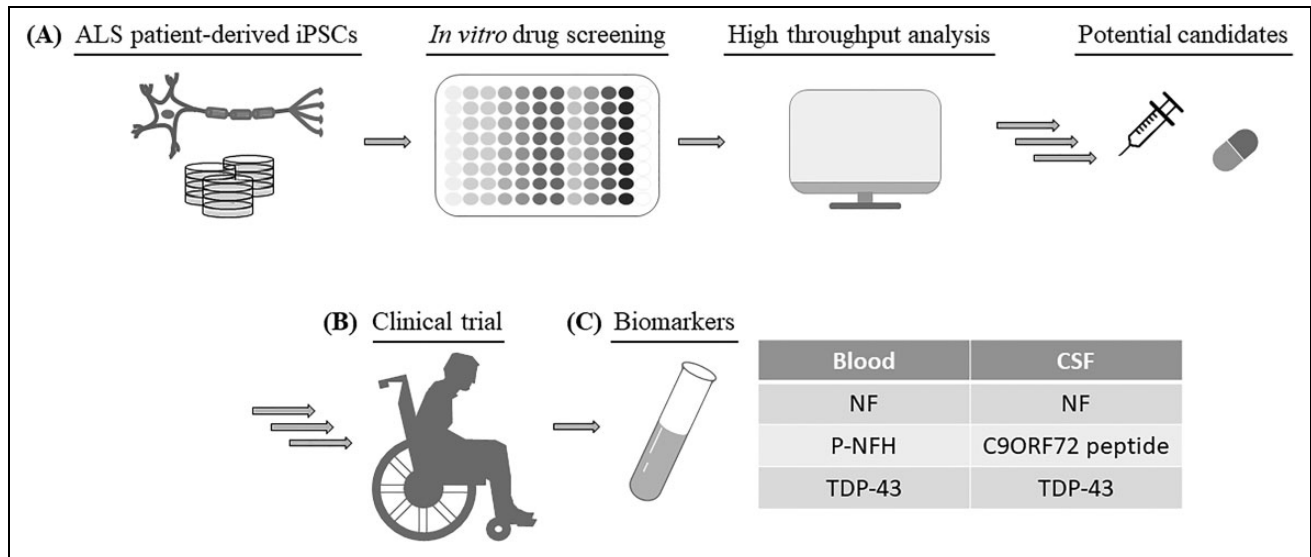 (A) ALS patient-derived iPSCs In vitro drug screening High throughput analysis Potential candidates
(B) Clinical trial (C) Biomarkers
Blood CSF
NF NF
P-NFH C9ORF72 peptide
TDP-43 TDP-43